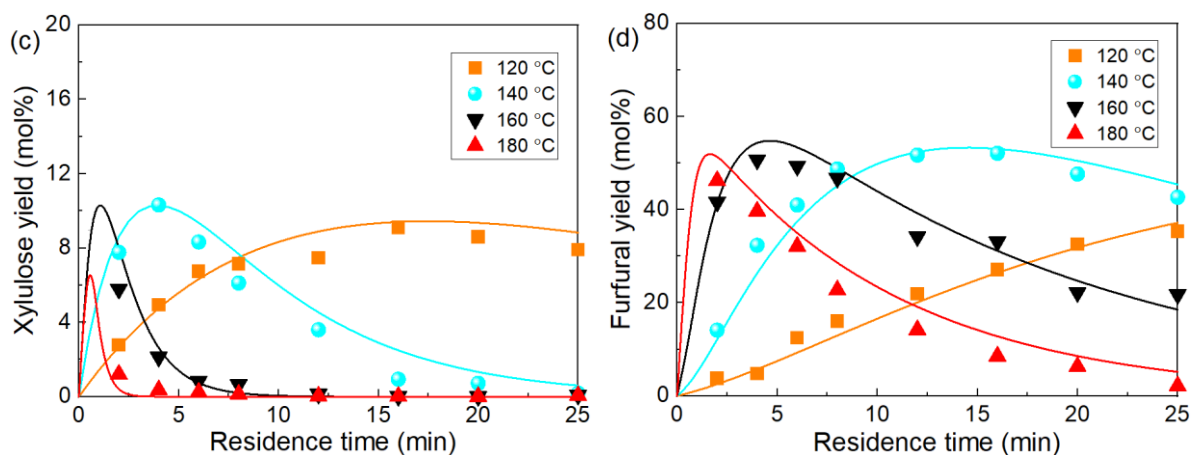 (c)
Xylulose yield (mol%)
20
16
12
8
4
0
120 °C
140 °C
160 °C
180 °C
0 5 10 15 20 25
Residence time (min)
(d)
Furfural yield (mol%)
80
60
40
20
0
120 °C
140 °C
160 °C
180 °C
0 5 10 15 20 25
Residence time (min)